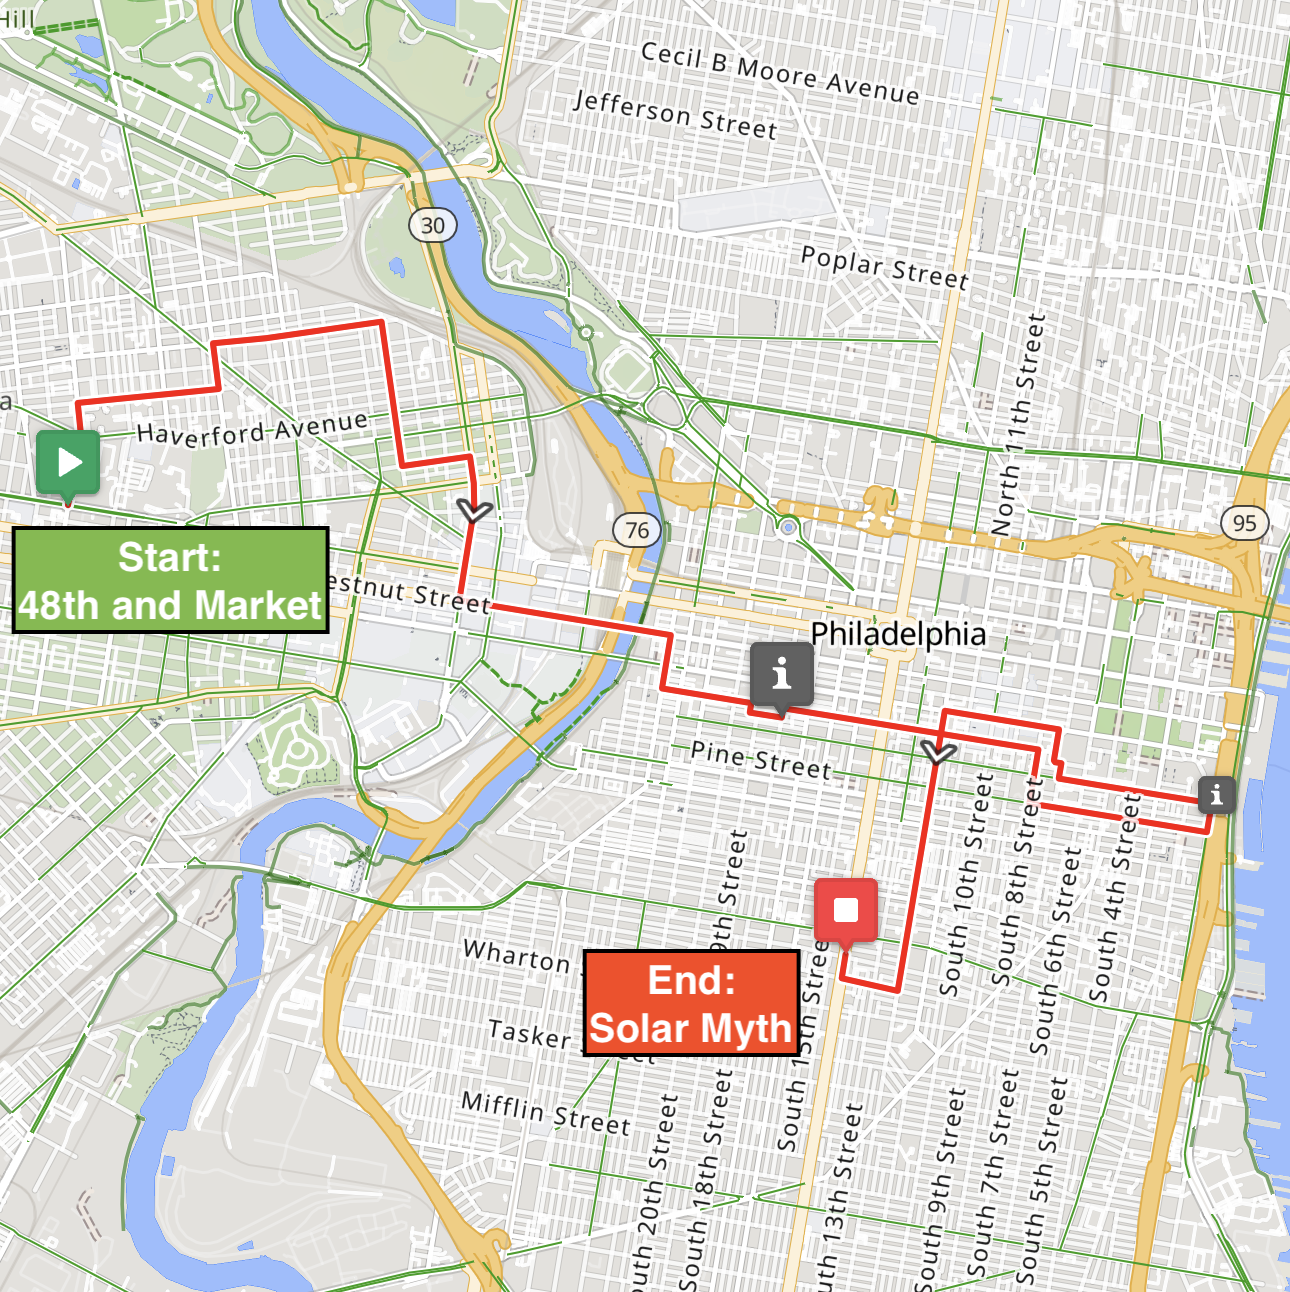 Hill
Cecil B Moore Avenue
Jefferson Street
30
Poplar Street
North 11th Street
a
Haverford Avenue
76
95
Start:
48th and Market
estnut Street
Philadelphia
i
Pine Street
i
South 10th Street
South 8th Street
South 6th Street
South 4th Street
9th Street
Wharton
End:
Solar Myth
South 15th Stree
Tasker
Mifflin Street
South 20th Street
South 18th Street
uth 13th Street
South 9th Street
South 7th Street
South 5th Street